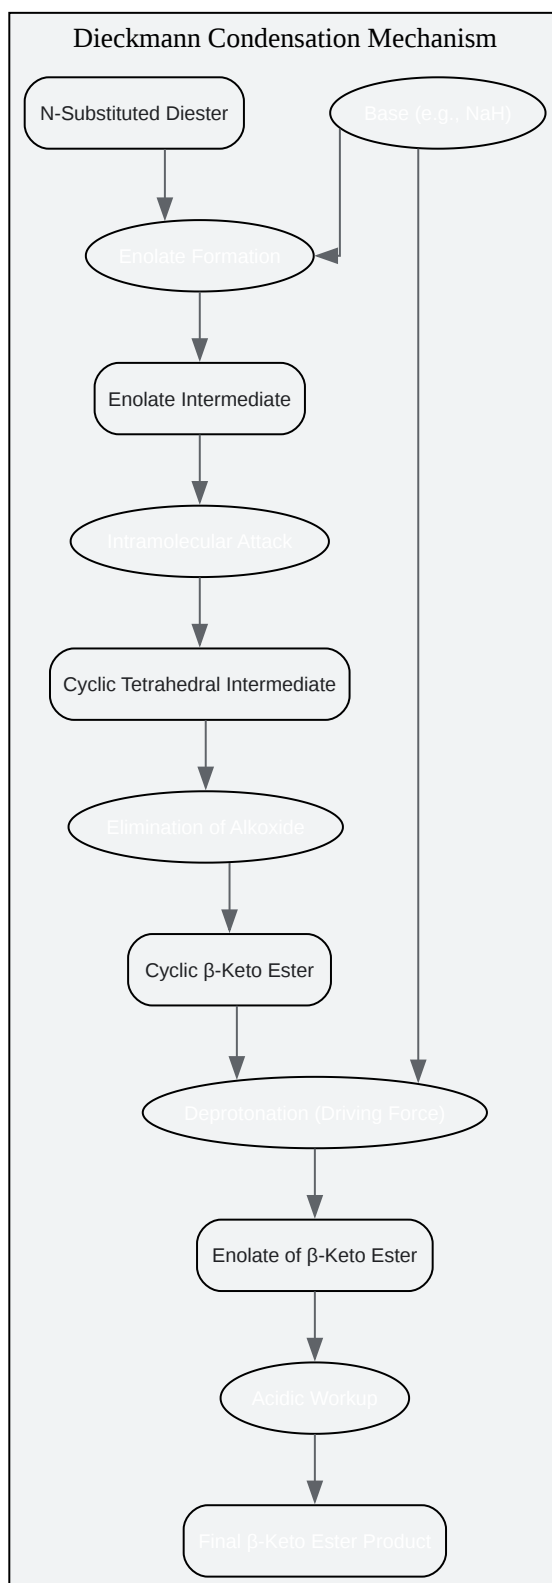 Dieckmann Condensation Mechanism
N-Substituted Diester
Base (e.g., NaH)
Enolate Formation
Enolate Intermediate
Intramolecular Attack
Cyclic Tetrahedral Intermediate
Elimination of Alkoxide
Cyclic β-Keto Ester
Deprotonation (Driving Force)
Enolate of β-Keto Ester
Acidic Workup
Final β-Keto Ester Product